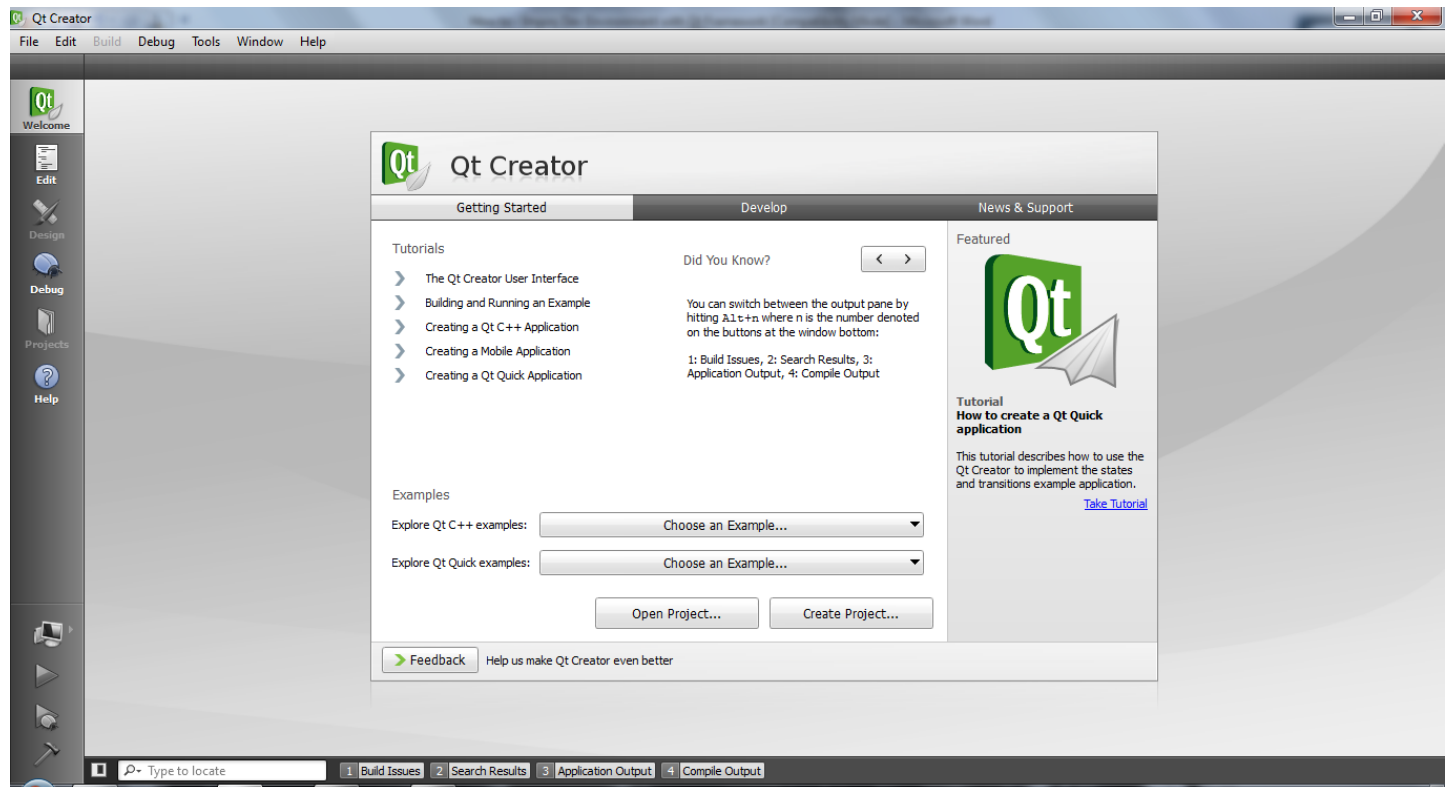 Qt Creator
File Edit Build Debug Tools Window Help
Qt
Welcome
Edit
Design
Debug
Projects
Help
Qt
Qt Creator
Getting Started
Develop
News & Support
Tutorials
The Qt Creator User Interface
Building and Running an Example
Creating a Qt C++ Application
Creating a Mobile Application
Creating a Qt Quick Application
Did You Know?
You can switch between the output pane by
hitting Alt+n where n is the number denoted
on the buttons at the window bottom:
1: Build Issues, 2: Search Results, 3:
Application Output, 4: Compile Output
Featured
Qt
Tutorial
How to create a Qt Quick
application
This tutorial describes how to use the
Qt Creator to implement the states
and transitions example application.
Take Tutorial
Examples
Explore Qt C++ examples: Choose an Example...
Explore Qt Quick examples: Choose an Example...
Open Project... Create Project...
Feedback Help us make Qt Creator even better
Type to locate 1 Build Issues 2 Search Results 3 Application Output 4 Compile Output